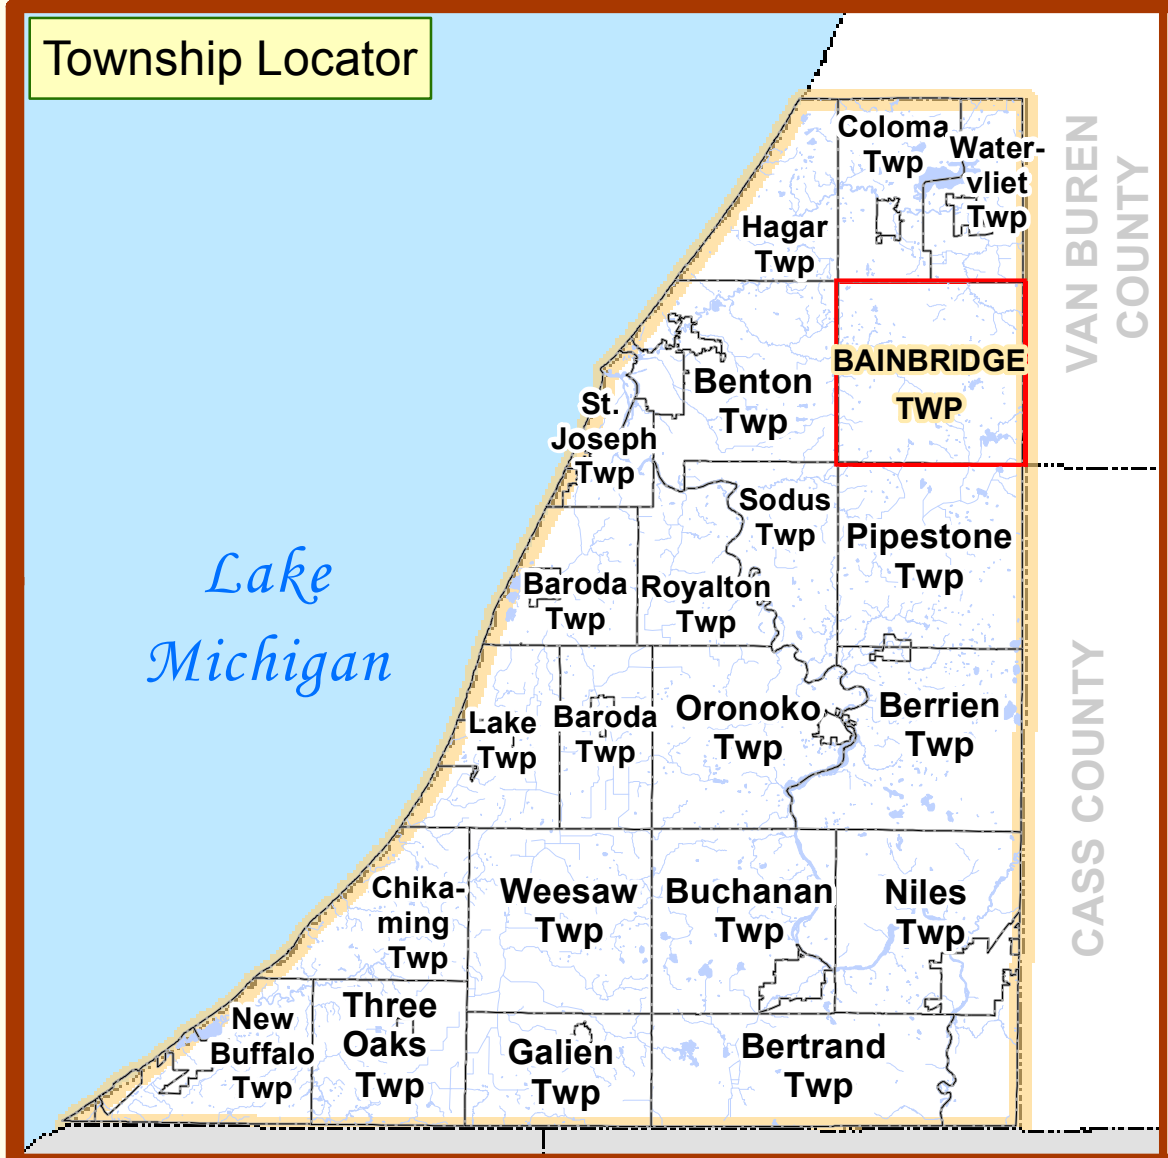 Township Locator
Coloma
Twp
Water-
vliet
Twp
Hagar
Twp
VAN BUREN
COUNTY
BAINBRIDGE
TWP
Benton
Twp
St.
Joseph
Twp
Sodus
Twp
Pipestone
Twp
Lake
Michigan
Baroda
Twp
Royalton
Twp
Lake
Twp
Baroda
Twp
Oronoko
Twp
Berrien
Twp
CASS COUNTY
Chika-
ming
Twp
Weesaw
Twp
Buchanan
Twp
Niles
Twp
New
Buffalo
Twp
Three
Oaks
Twp
Galien
Twp
Bertrand
Twp